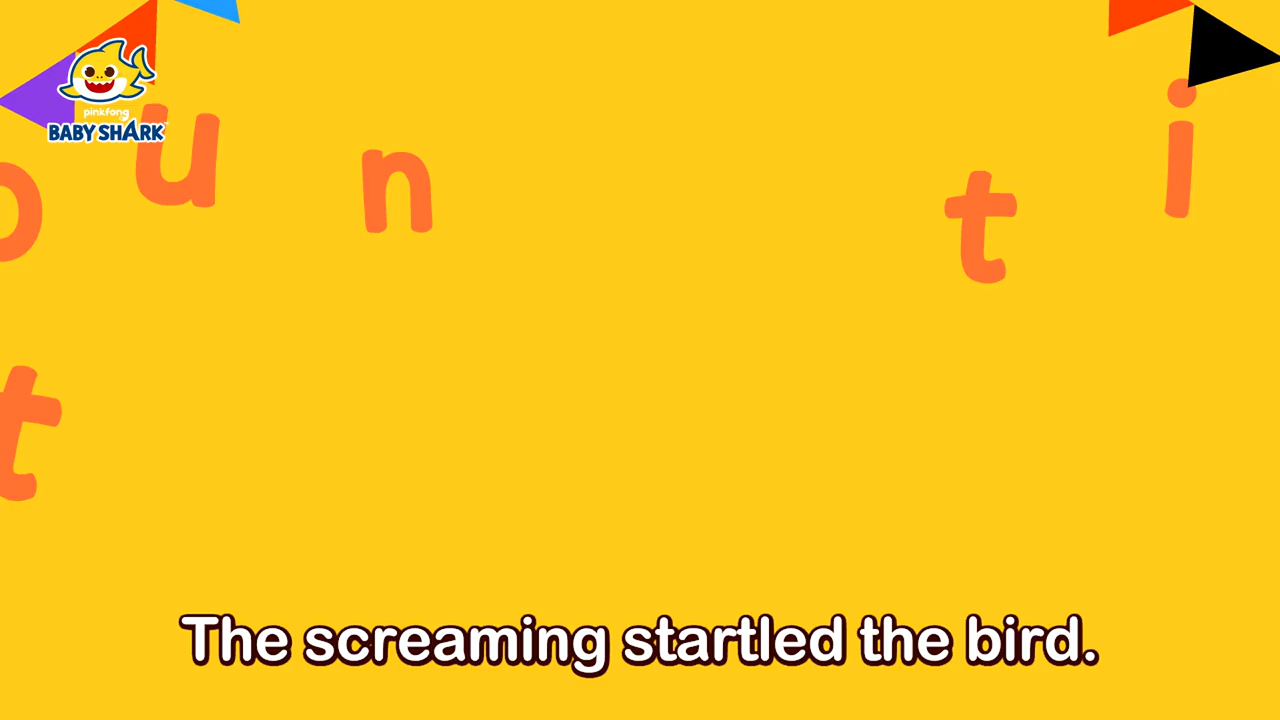 pinkfong
BABY SHARK
u n t i
t
The screaming startled the bird.